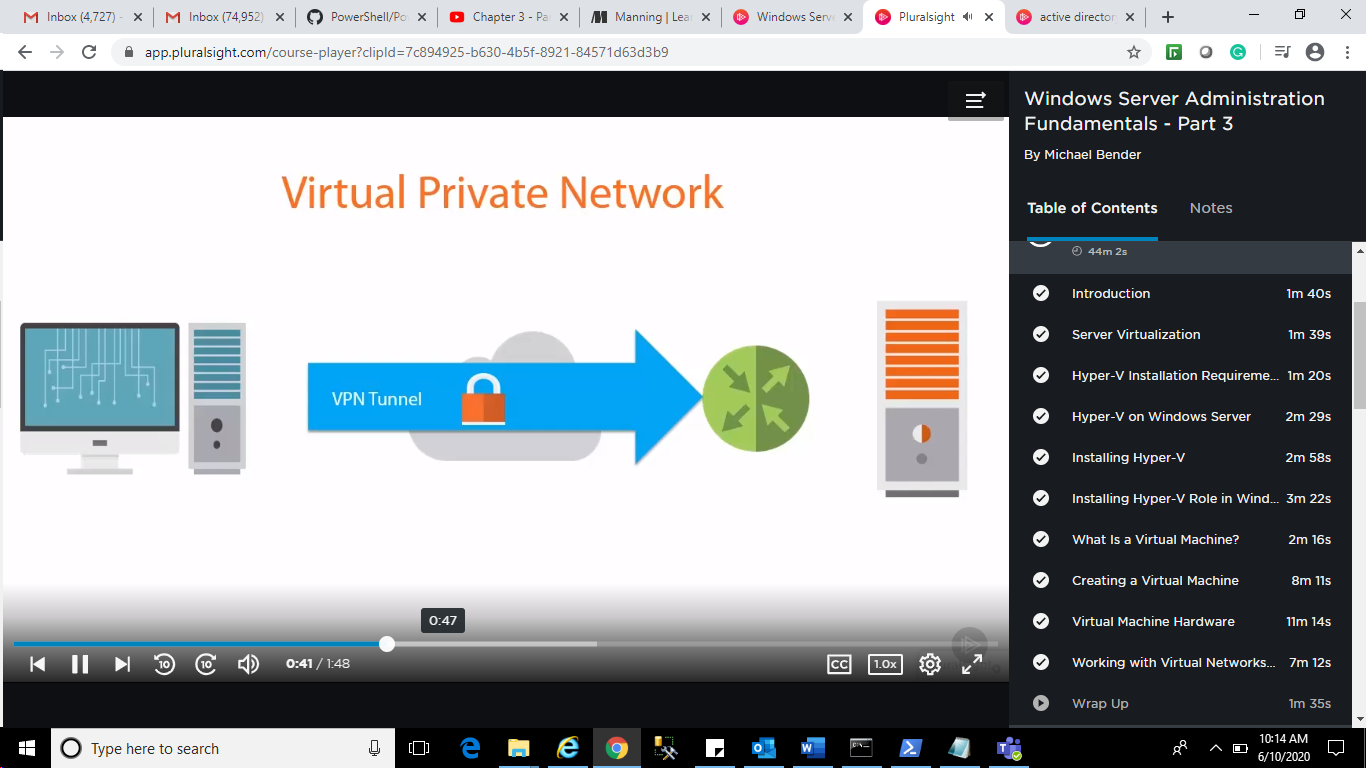 Inbox (4,727) -
Inbox (74,952)
PowerShell/Po
Chapter 3 - Pa
Manning | Lea
Windows Serve
Pluralsight
active director
app.pluralsight.com/course-player?clipId=7c894925-b630-4b5f-8921-84571d63d3b9
Virtual Private Network
VPN Tunnel
0:47
10
10
0:41 / 1:48
CC
1.0x
Windows Server Administration
Fundamentals - Part 3
By Michael Bender
Table of Contents
Notes
44m 2s
Introduction 1m 40s
Server Virtualization 1m 39s
Hyper-V Installation Requireme... 1m 20s
Hyper-V on Windows Server 2m 29s
Installing Hyper-V 2m 58s
Installing Hyper-V Role in Wind... 3m 22s
What Is a Virtual Machine? 2m 16s
Creating a Virtual Machine 8m 11s
Virtual Machine Hardware 11m 14s
Working with Virtual Networks... 7m 12s
Wrap Up 1m 35s
Type here to search
10:14 AM
6/10/2020